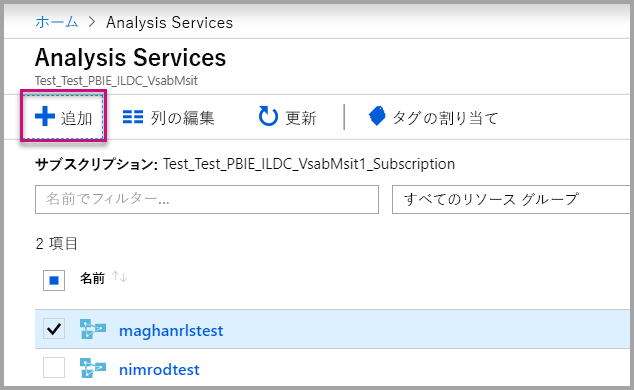 ホーム > Analysis Services
Analysis Services
Test_Test_PBIE_ILDC_VsabMsit
追加 列の編集 更新 タグの割り当て
サブスクリプション: Test_Test_PBIE_ILDC_VsabMsit1_Subscription
名前でフィルター... すべてのリソース グループ
2 項目
名前 ↑↓
maghanrlstest
nimrodtest